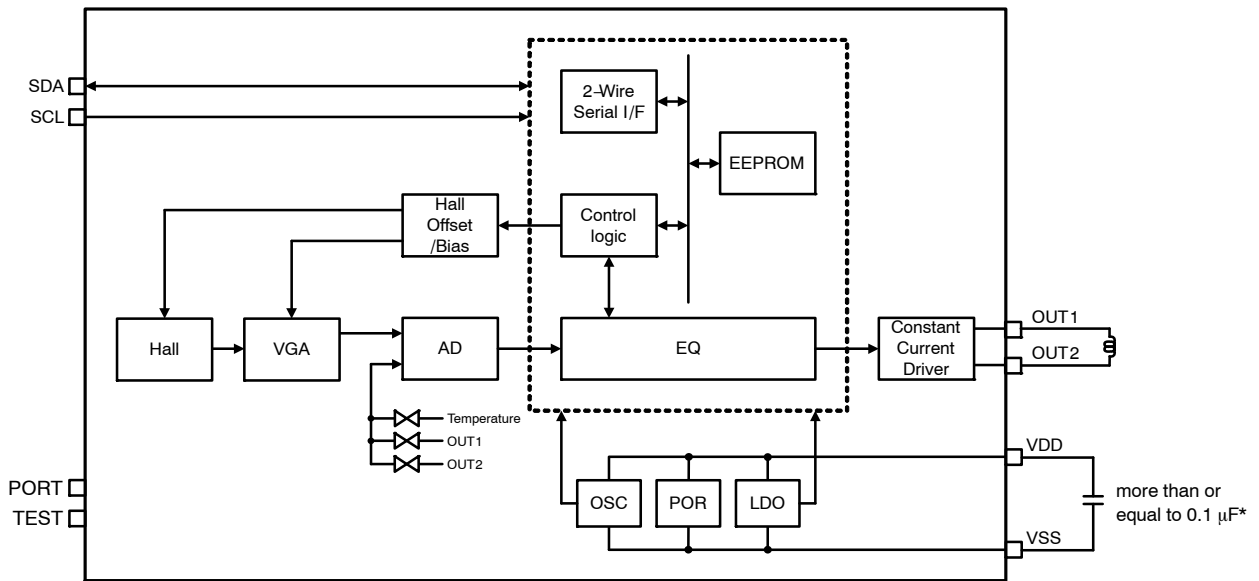 SDA
SCL
2–Wire
Serial I/F
EEPROM
Hall
Offset
/Bias
Control
logic
Hall
VGA
AD
EQ
Constant
Current
Driver
OUT1
OUT2
Temperature
OUT1
OUT2
VDD
OSC
POR
LDO
PORT
TEST
more than or
equal to 0.1 μF*
VSS